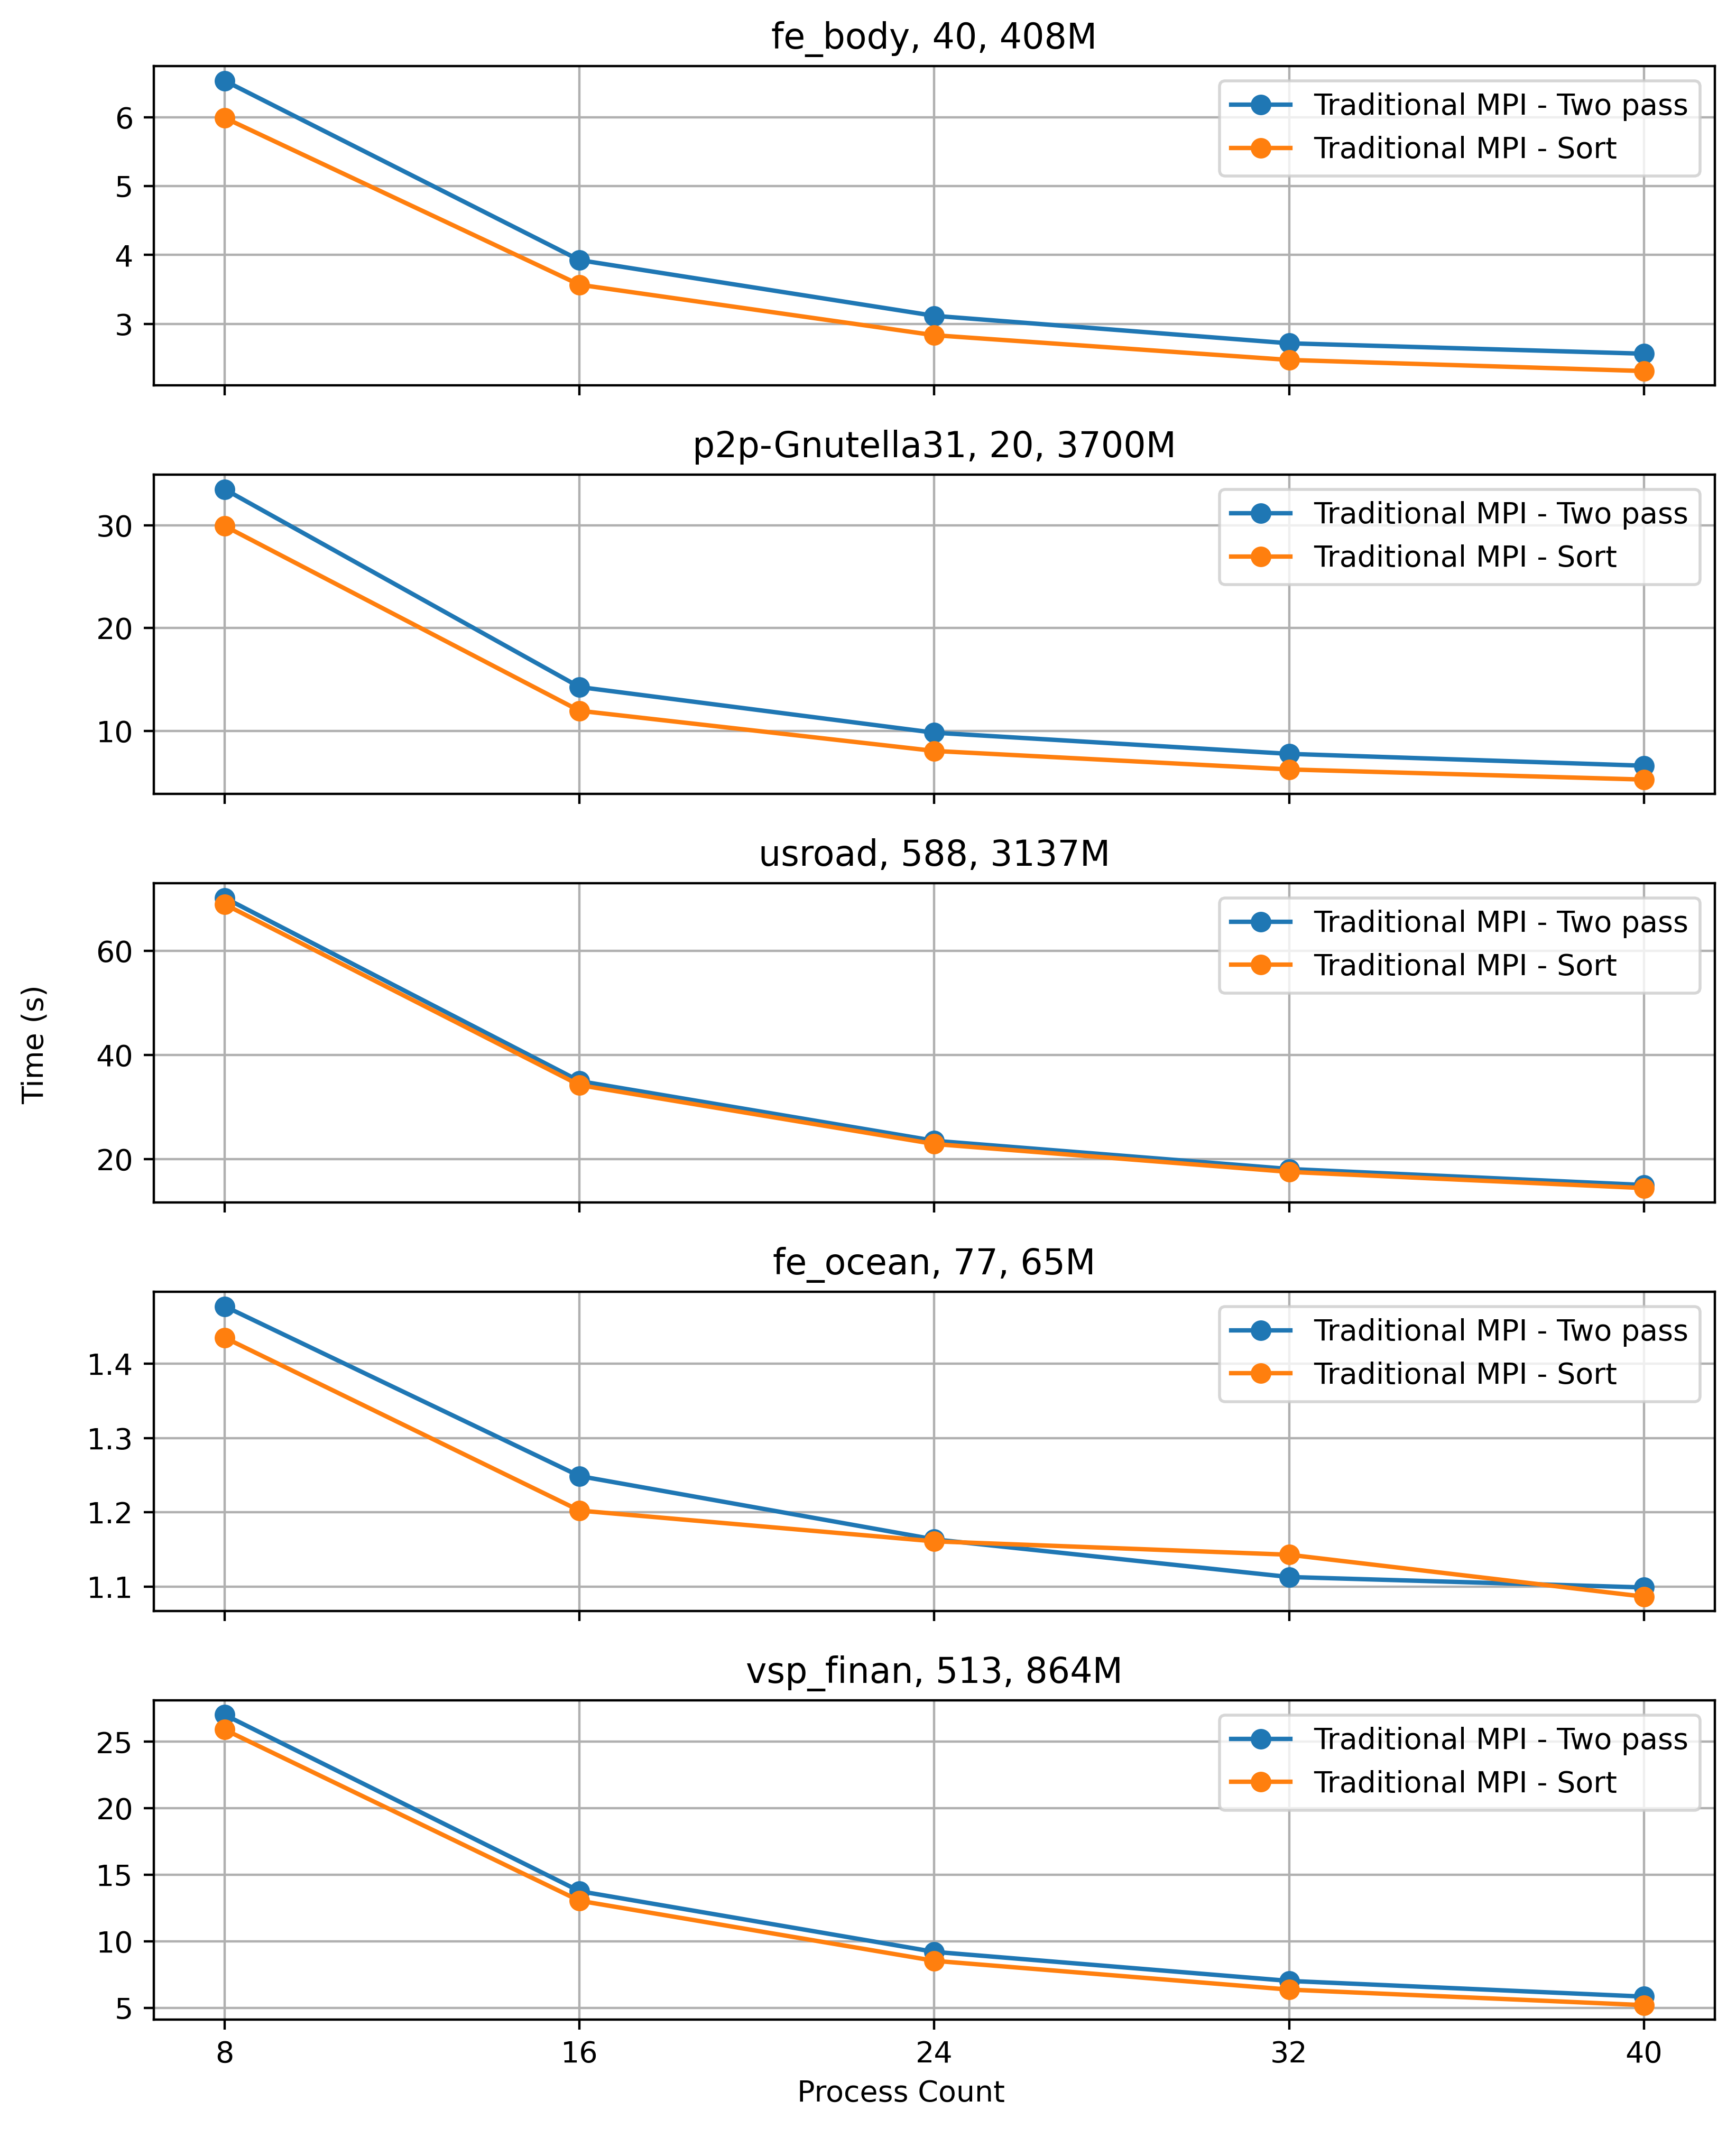 fe_body, 40, 408M
6
5
4
3
Traditional MPI - Two pass
Traditional MPI - Sort
p2p-Gnutella31, 20, 3700M
30
20
10
Traditional MPI - Two pass
Traditional MPI - Sort
usroad, 588, 3137M
60
40
20
Traditional MPI - Two pass
Traditional MPI - Sort
Time (s)
fe_ocean, 77, 65M
1.4
1.3
1.2
1.1
Traditional MPI - Two pass
Traditional MPI - Sort
vsp_finan, 513, 864M
25
20
15
10
5
Traditional MPI - Two pass
Traditional MPI - Sort
8 16 24 32 40
Process Count